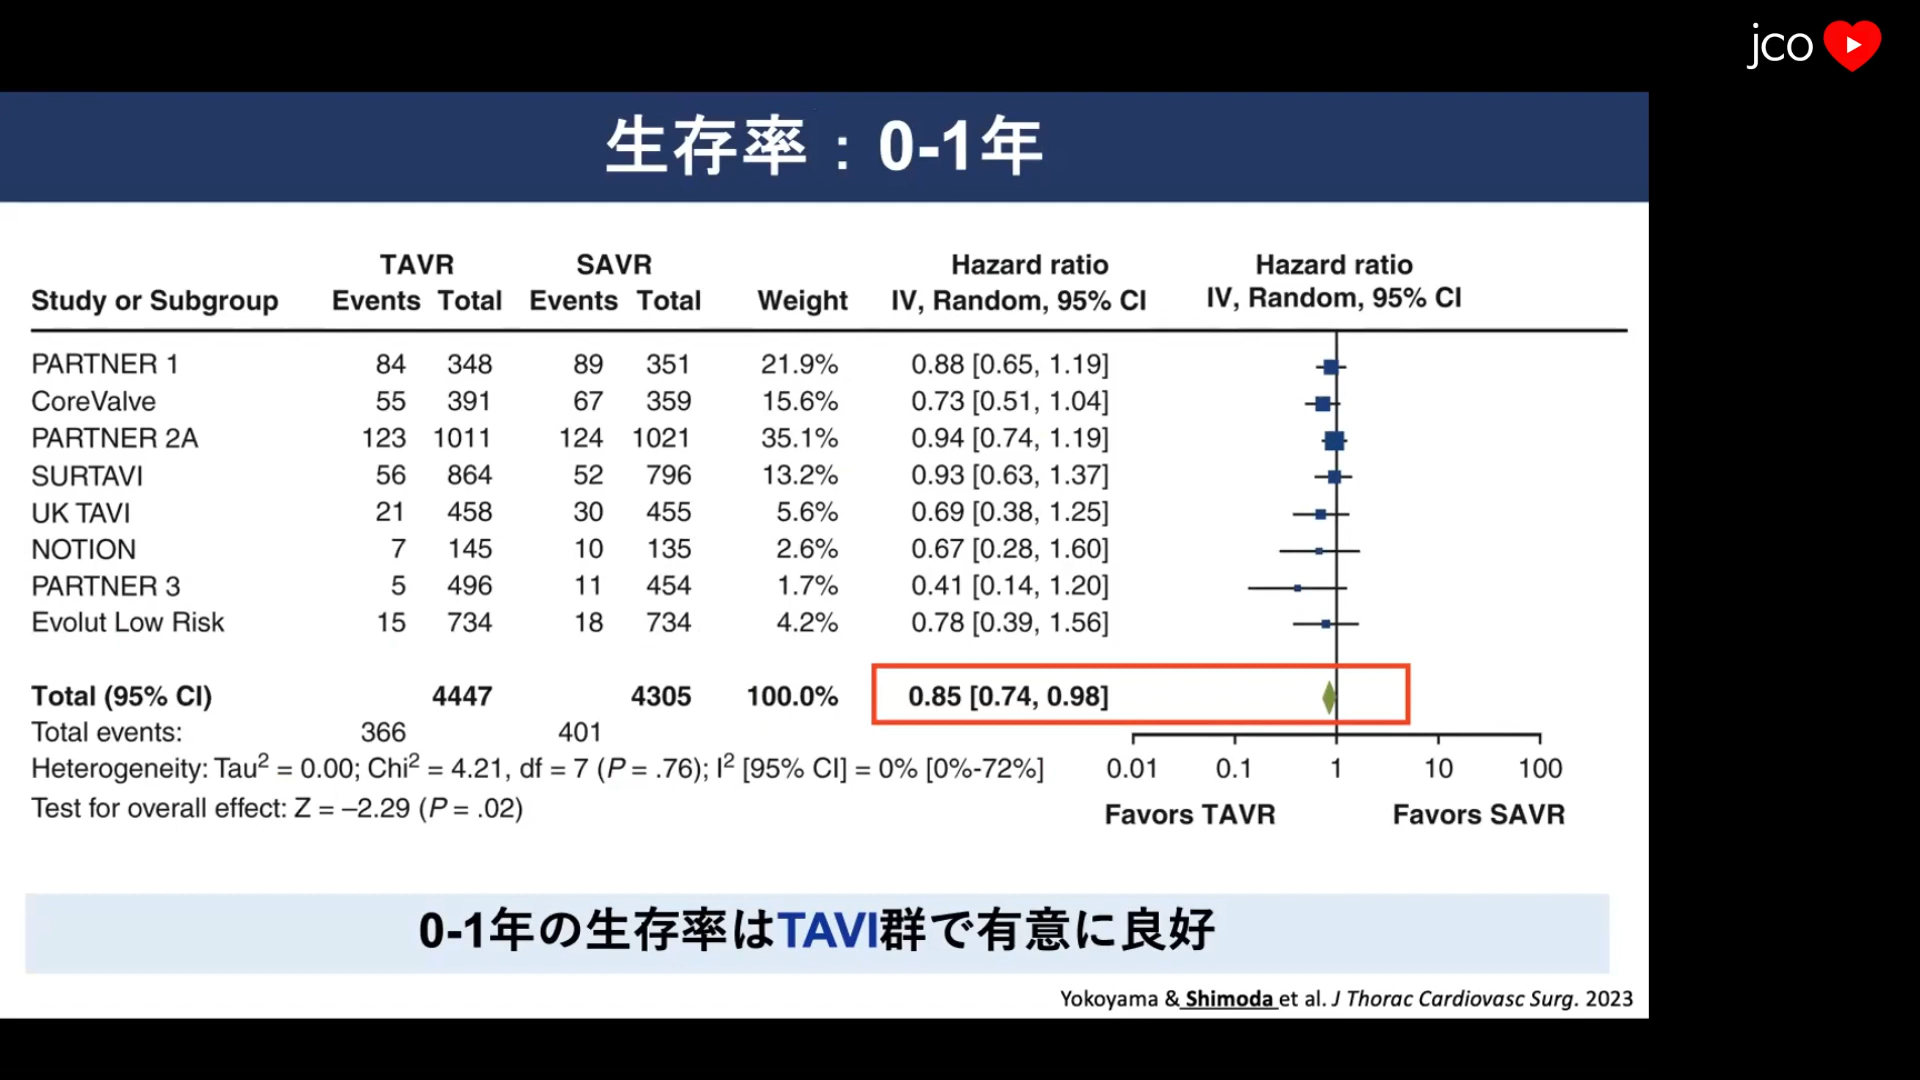 jco
生存率：0-1年
TAVR SAVR Hazard ratio Hazard ratio
Study or Subgroup Events Total Events Total Weight IV, Random, 95% CI IV, Random, 95% CI
PARTNER 1 84 348 89 351 21.9% 0.88 [0.65, 1.19]
CoreValve 55 391 67 359 15.6% 0.73 [0.51, 1.04]
PARTNER 2A 123 1011 124 1021 35.1% 0.94 [0.74, 1.19]
SURTAVI 56 864 52 796 13.2% 0.93 [0.63, 1.37]
UK TAVI 21 458 30 455 5.6% 0.69 [0.38, 1.25]
NOTION 7 145 10 135 2.6% 0.67 [0.28, 1.60]
PARTNER 3 5 496 11 454 1.7% 0.41 [0.14, 1.20]
Evolut Low Risk 15 734 18 734 4.2% 0.78 [0.39, 1.56]
Total (95% CI) 4447 4305 100.0% 0.85 [0.74, 0.98]
Total events: 366 401
Heterogeneity: Tau² = 0.00; Chi² = 4.21, df = 7 (P = .76); I² [95% CI] = 0% [0%-72%]
0.01 0.1 1 10 100
Test for overall effect: Z = –2.29 (P = .02)
Favors TAVR Favors SAVR
0-1年の生存率はTAVI群で有意に良好
Yokoyama & Shimoda et al. J Thorac Cardiovasc Surg. 2023